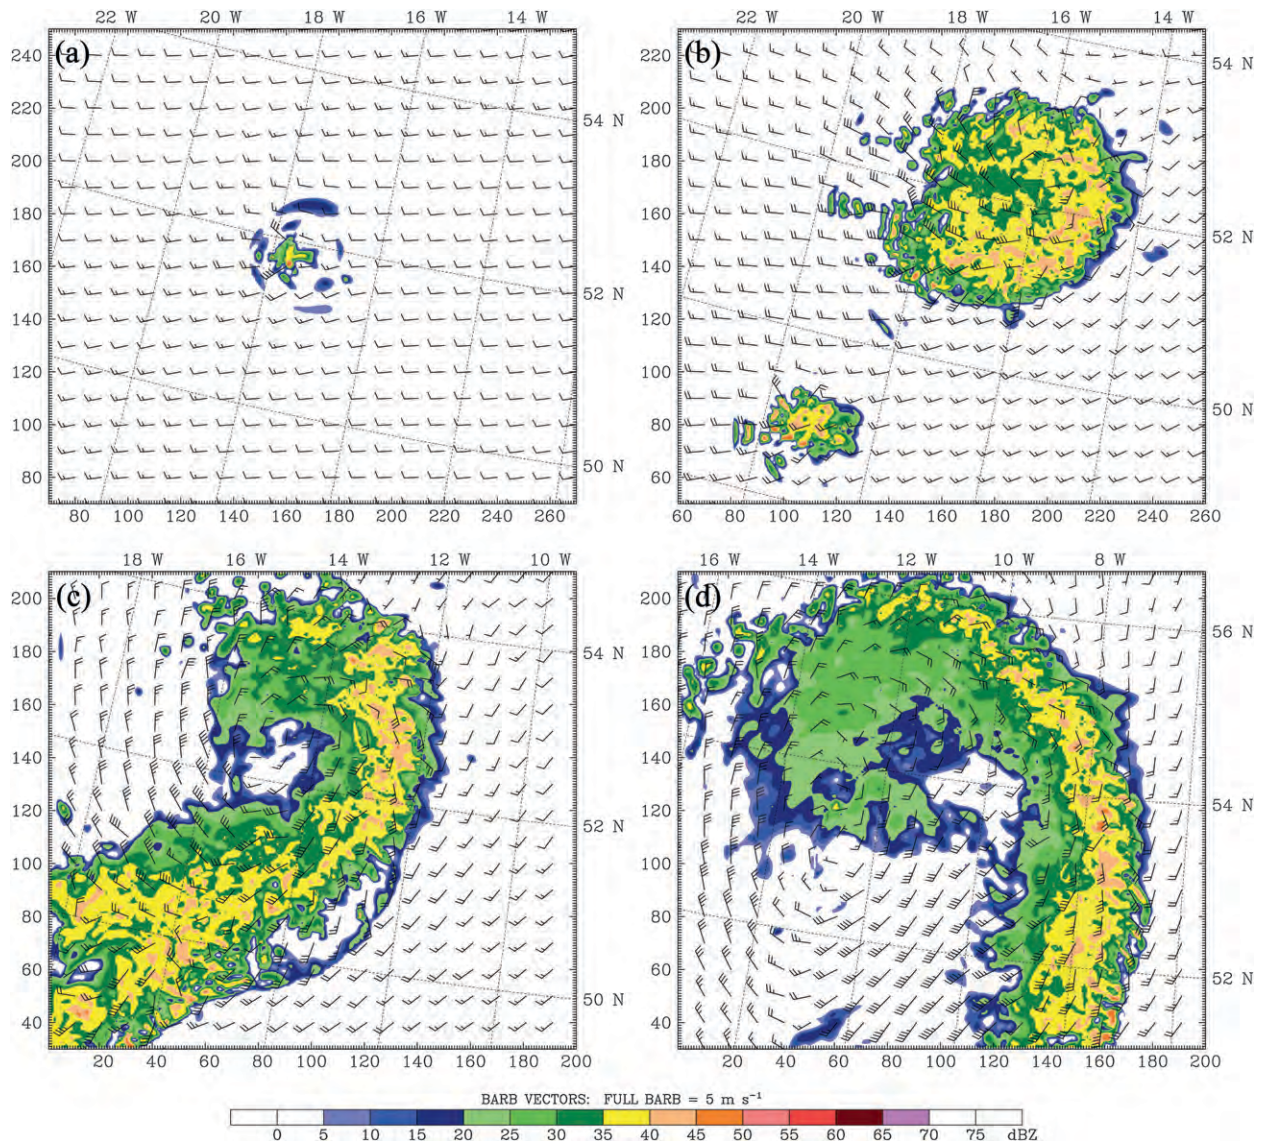 22 W 20 W 18 W 16 W 14 W
(a)
240
220
200
180
160
140
120
100
80
54 N
52 N
50 N
80 100 120 140 160 180 200 220 240 260
22 W 20 W 18 W 16 W 14 W
(b)
220
200
180
160
140
120
100
80
60
54 N
52 N
50 N
60 80 100 120 140 160 180 200 220 240 260
18 W 16 W 14 W 12 W 10 W
(c)
200
180
160
140
120
100
80
60
40
54 N
52 N
50 N
20 40 60 80 100 120 140 160 180 200
16 W 14 W 12 W 10 W 8 W
(d)
200
180
160
140
120
100
80
60
40
56 N
54 N
52 N
20 40 60 80 100 120 140 160 180 200
BARB VECTORS: FULL BARB = 5 m s⁻¹
0 5 10 15 20 25 30 35 40 45 50 55 60 65 70 75 dBZ